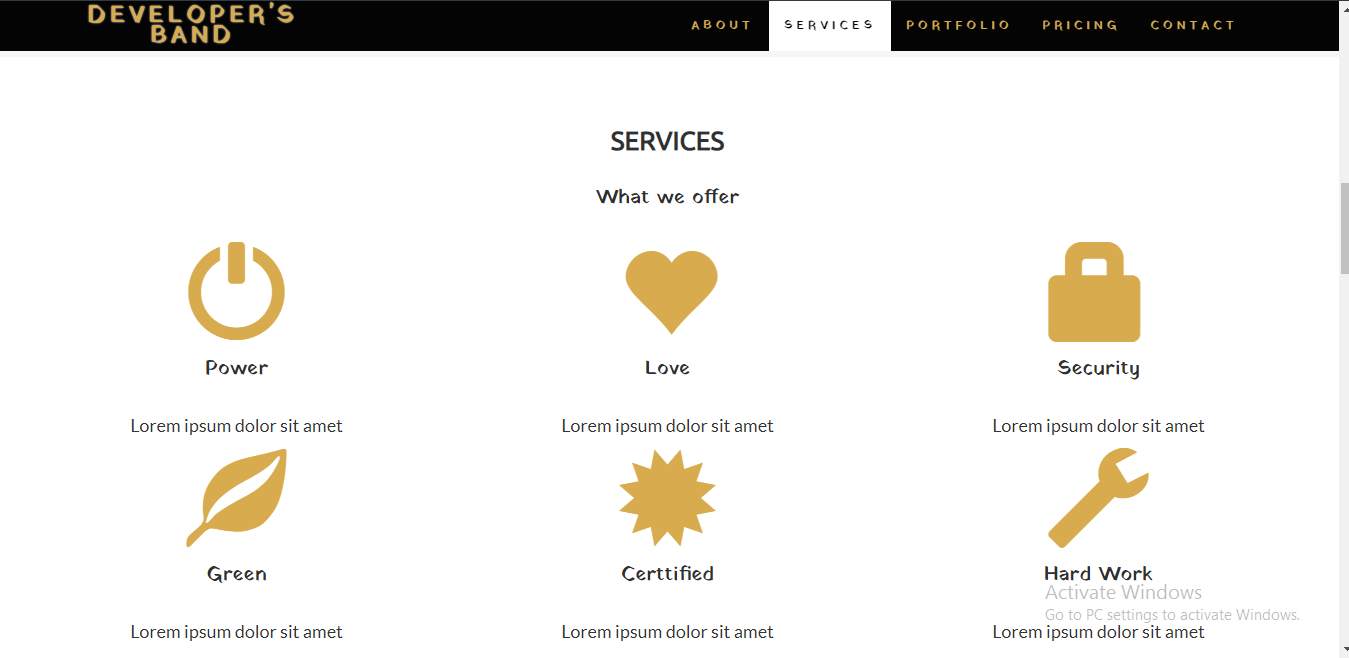 DEVELOPER'S
BAND
ABOUT SERVICES PORTFOLIO PRICING CONTACT
SERVICES
What we offer
Power Love Security
Lorem ipsum dolor sit amet Lorem ipsum dolor sit amet Lorem ipsum dolor sit amet
Green Certtified Hard Work
Activate Windows
Go to PC settings to activate Windows.
Lorem ipsum dolor sit amet Lorem ipsum dolor sit amet Lorem ipsum dolor sit amet